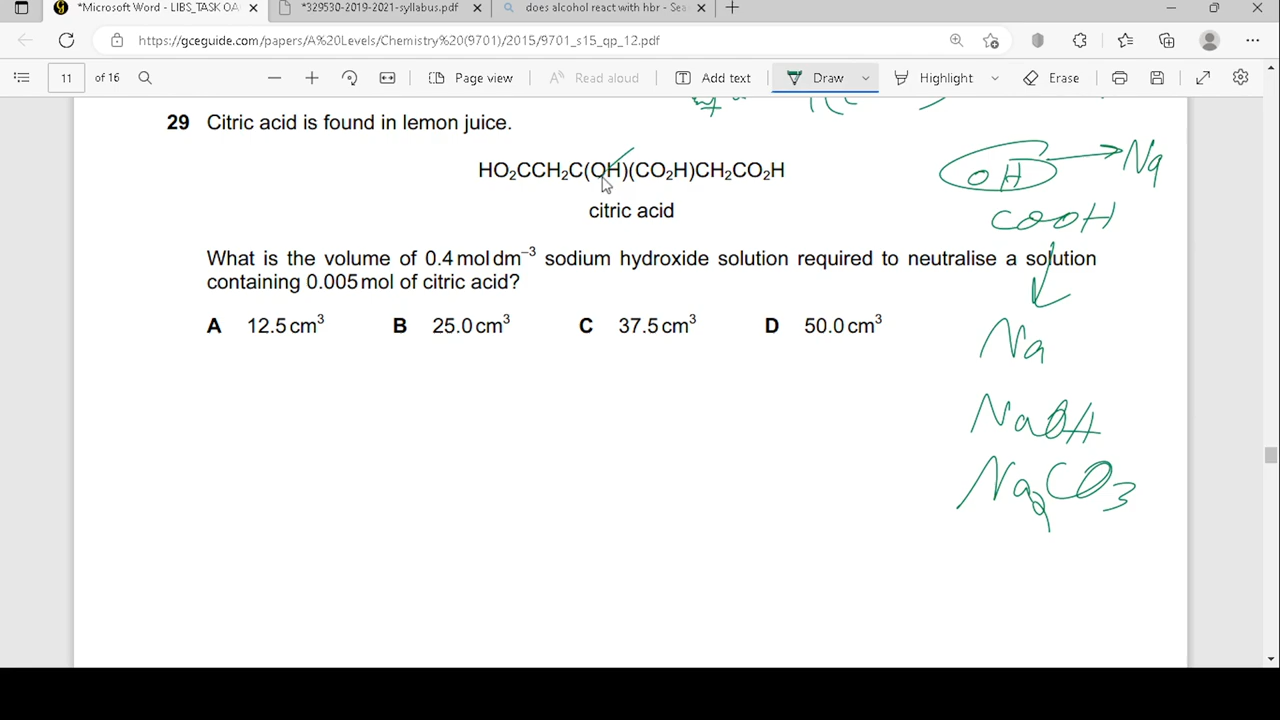 *Microsoft Word - LIBS_TASK OA
*329530-2019-2021-syllabus.pdf
does alcohol react with hbr - Sea
https://gceguide.com/papers/A%20Levels/Chemistry%20(9701)/2015/9701_s15_qp_12.pdf
11 of 16
Page view
Read aloud
Add text
Draw
Highlight
Erase
29 Citric acid is found in lemon juice.
HO₂CCH₂C(OH)(CO₂H)CH₂CO₂H
citric acid
What is the volume of 0.4 mol dm⁻³ sodium hydroxide solution required to neutralise a solution
containing 0.005 mol of citric acid?
A 12.5 cm³ B 25.0 cm³ C 37.5 cm³ D 50.0 cm³
OH → Na
COOH
Na
NaOH
Na₂CO₃